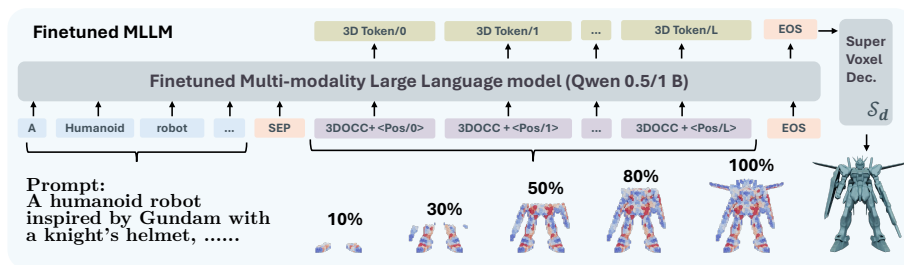 Finetuned MLLM
3D Token/0 3D Token/1 ... 3D Token/L EOS
Super
Voxel
Dec.
𝒮d
Finetuned Multi-modality Large Language model (Qwen 0.5/1 B)
A Humanoid robot ... SEP 3DOCC+ <Pos/0> 3DOCC + <Pos/1> ... 3DOCC + <Pos/L> EOS
Prompt:
A humanoid robot
inspired by Gundam with
a knight's helmet, ......
10% 30% 50% 80% 100%